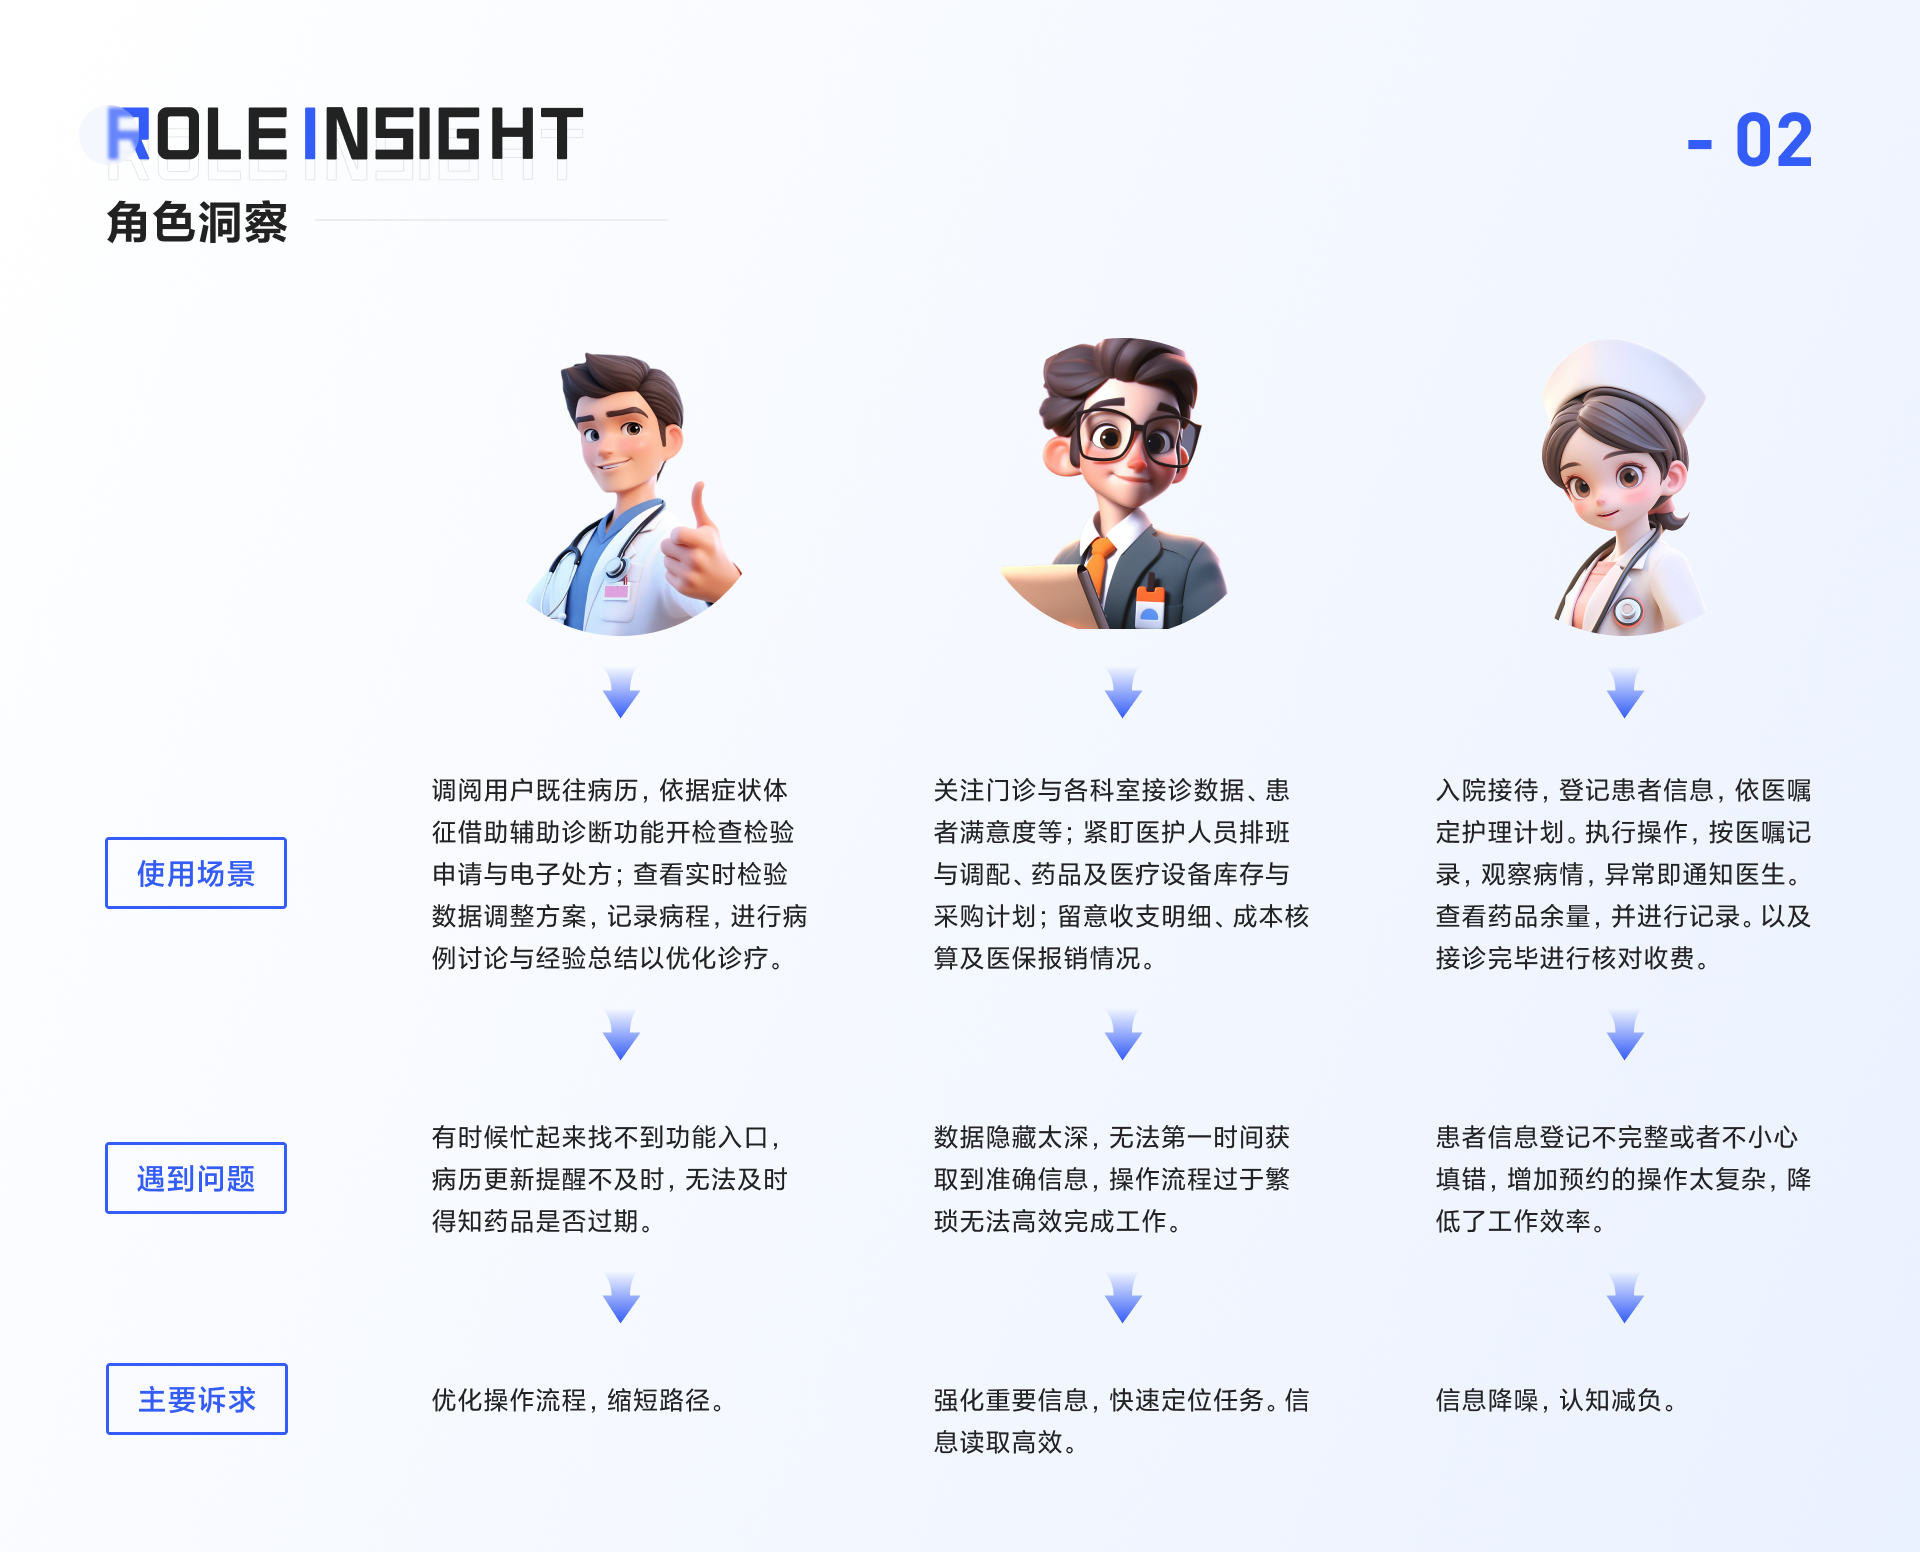 ROLE INSIGHT
- 02
角色洞察
使用场景
调阅用户既往病历，依据症状体
征借助辅助诊断功能开检查检验
申请与电子处方；查看实时检验
数据调整方案，记录病程，进行病
例讨论与经验总结以优化诊疗。
关注门诊与各科室接诊数据、患
者满意度等；紧盯医护人员排班
与调配、药品及医疗设备库存与
采购计划；留意收支明细、成本核
算及医保报销情况。
入院接待，登记患者信息，依医嘱
定护理计划。执行操作，按医嘱记
录，观察病情，异常即通知医生。
查看药品余量，并进行记录。以及
接诊完毕进行核对收费。
遇到问题
有时候忙起来找不到功能入口，
病历更新提醒不及时，无法及时
得知药品是否过期。
数据隐藏太深，无法第一时间获
取到准确信息，操作流程过于繁
琐无法高效完成工作。
患者信息登记不完整或者不小心
填错，增加预约的操作太复杂，降
低了工作效率。
主要诉求
优化操作流程，缩短路径。
强化重要信息，快速定位任务。信
息读取高效。
信息降噪，认知减负。